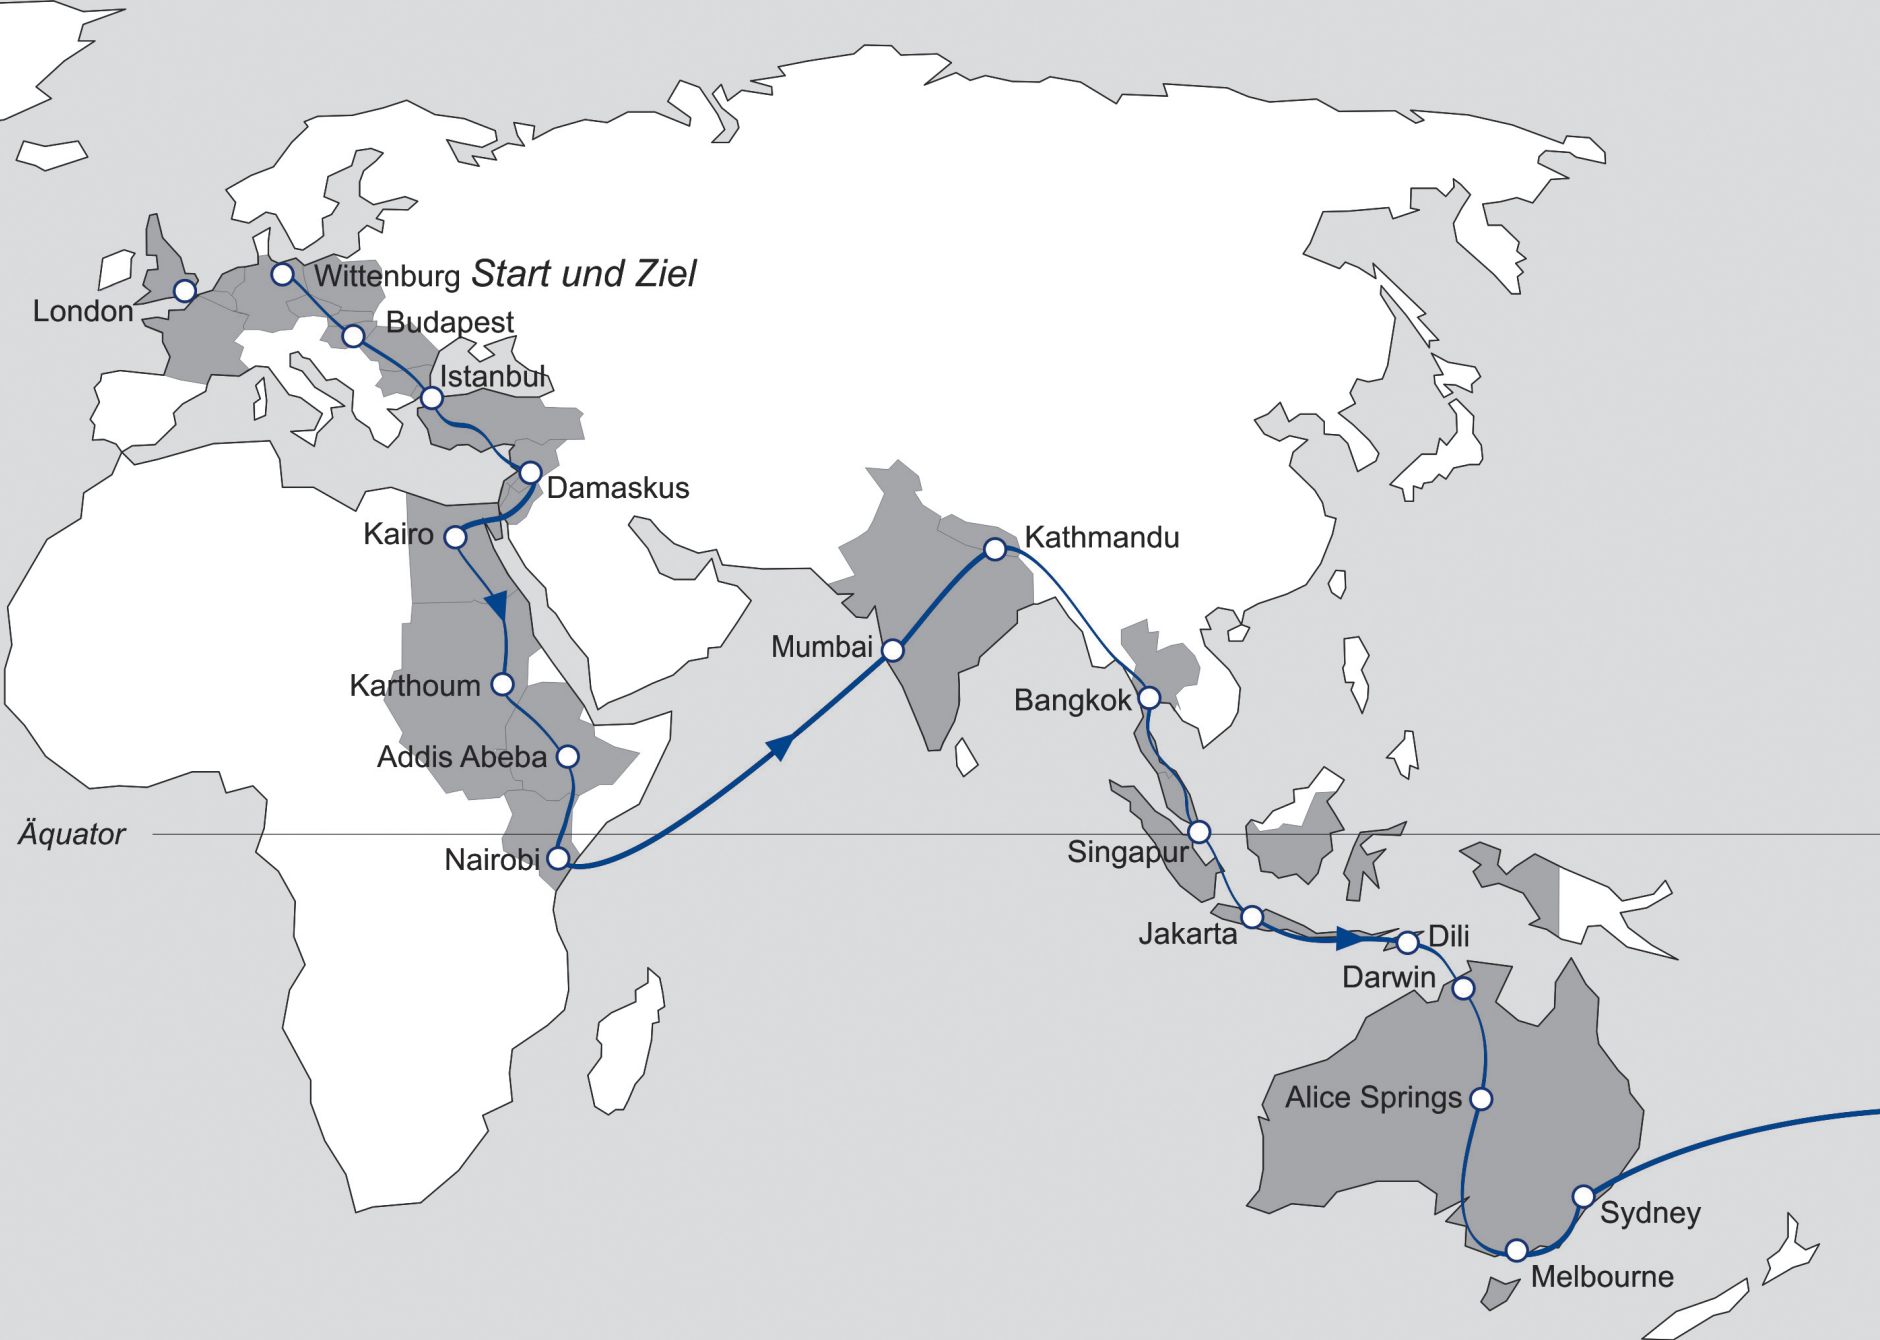 Wittenburg Start und Ziel
London
Budapest
Istanbul
Damaskus
Kairo
Kathmandu
Mumbai
Karthoum
Bangkok
Addis Abeba
Äquator
Nairobi
Singapur
Jakarta
Dili
Darwin
Alice Springs
Sydney
Melbourne